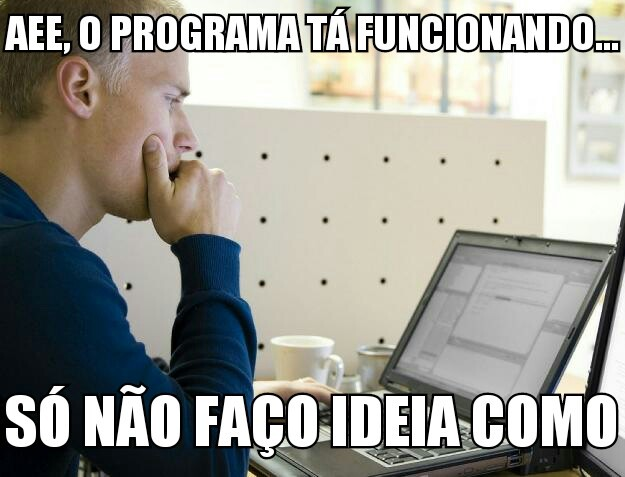 AEE, O PROGRAMA TÁ FUNCIONANDO...
SÓ NÃO FAÇO IDEIA COMO